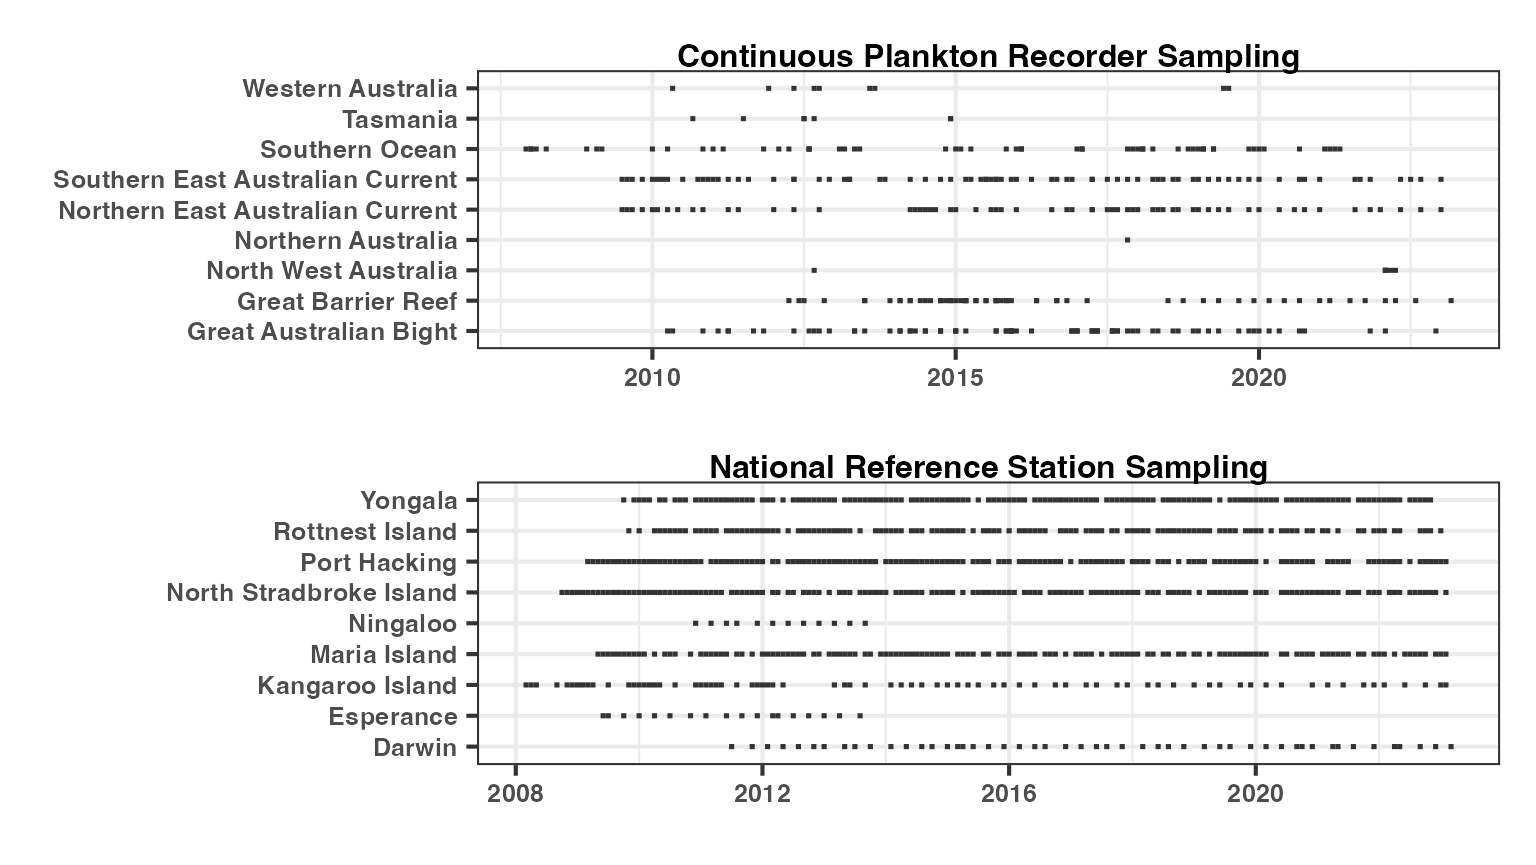 Continuous Plankton Recorder Sampling
Western Australia
Tasmania
Southern Ocean
Southern East Australian Current
Northern East Australian Current
Northern Australia
North West Australia
Great Barrier Reef
Great Australian Bight
2010 2015 2020
National Reference Station Sampling
Yongala
Rottnest Island
Port Hacking
North Stradbroke Island
Ningaloo
Maria Island
Kangaroo Island
Esperance
Darwin
2008 2012 2016 2020